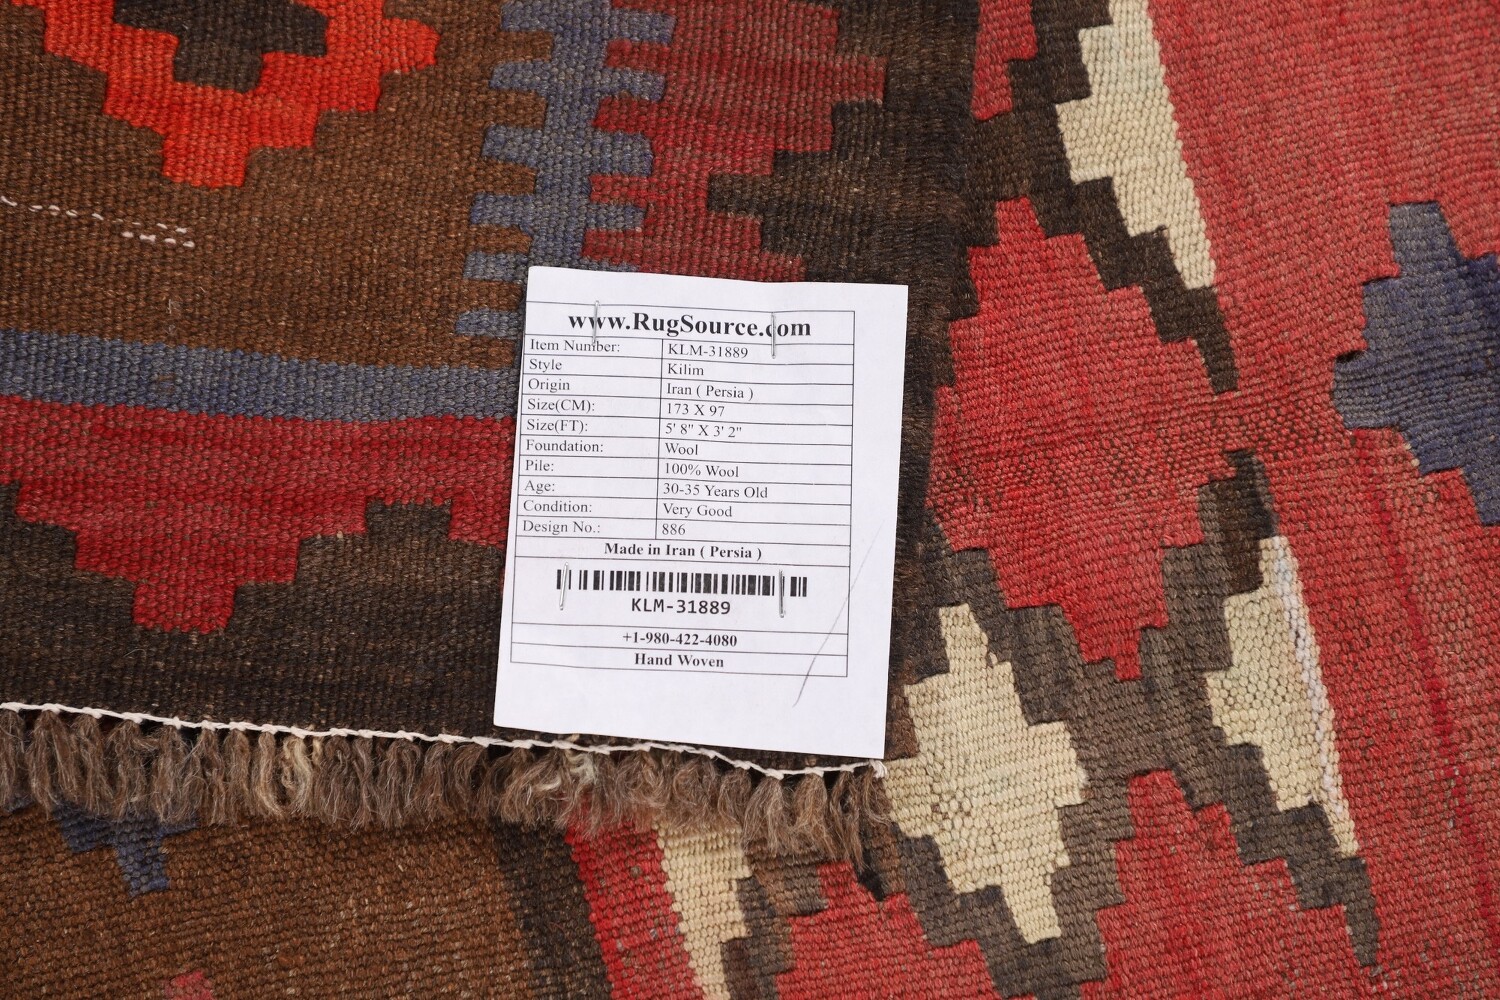 www.RugSource.com
Item Number: KLM-31889
Style Kilim
Origin Iran ( Persia )
Size(CM): 173 X 97
Size(FT): 5' 8" X 3' 2"
Foundation: Wool
Pile: 100% Wool
Age: 30-35 Years Old
Condition: Very Good
Design No.: 886
Made in Iran ( Persia )
KLM-31889
+1-980-422-4080
Hand Woven